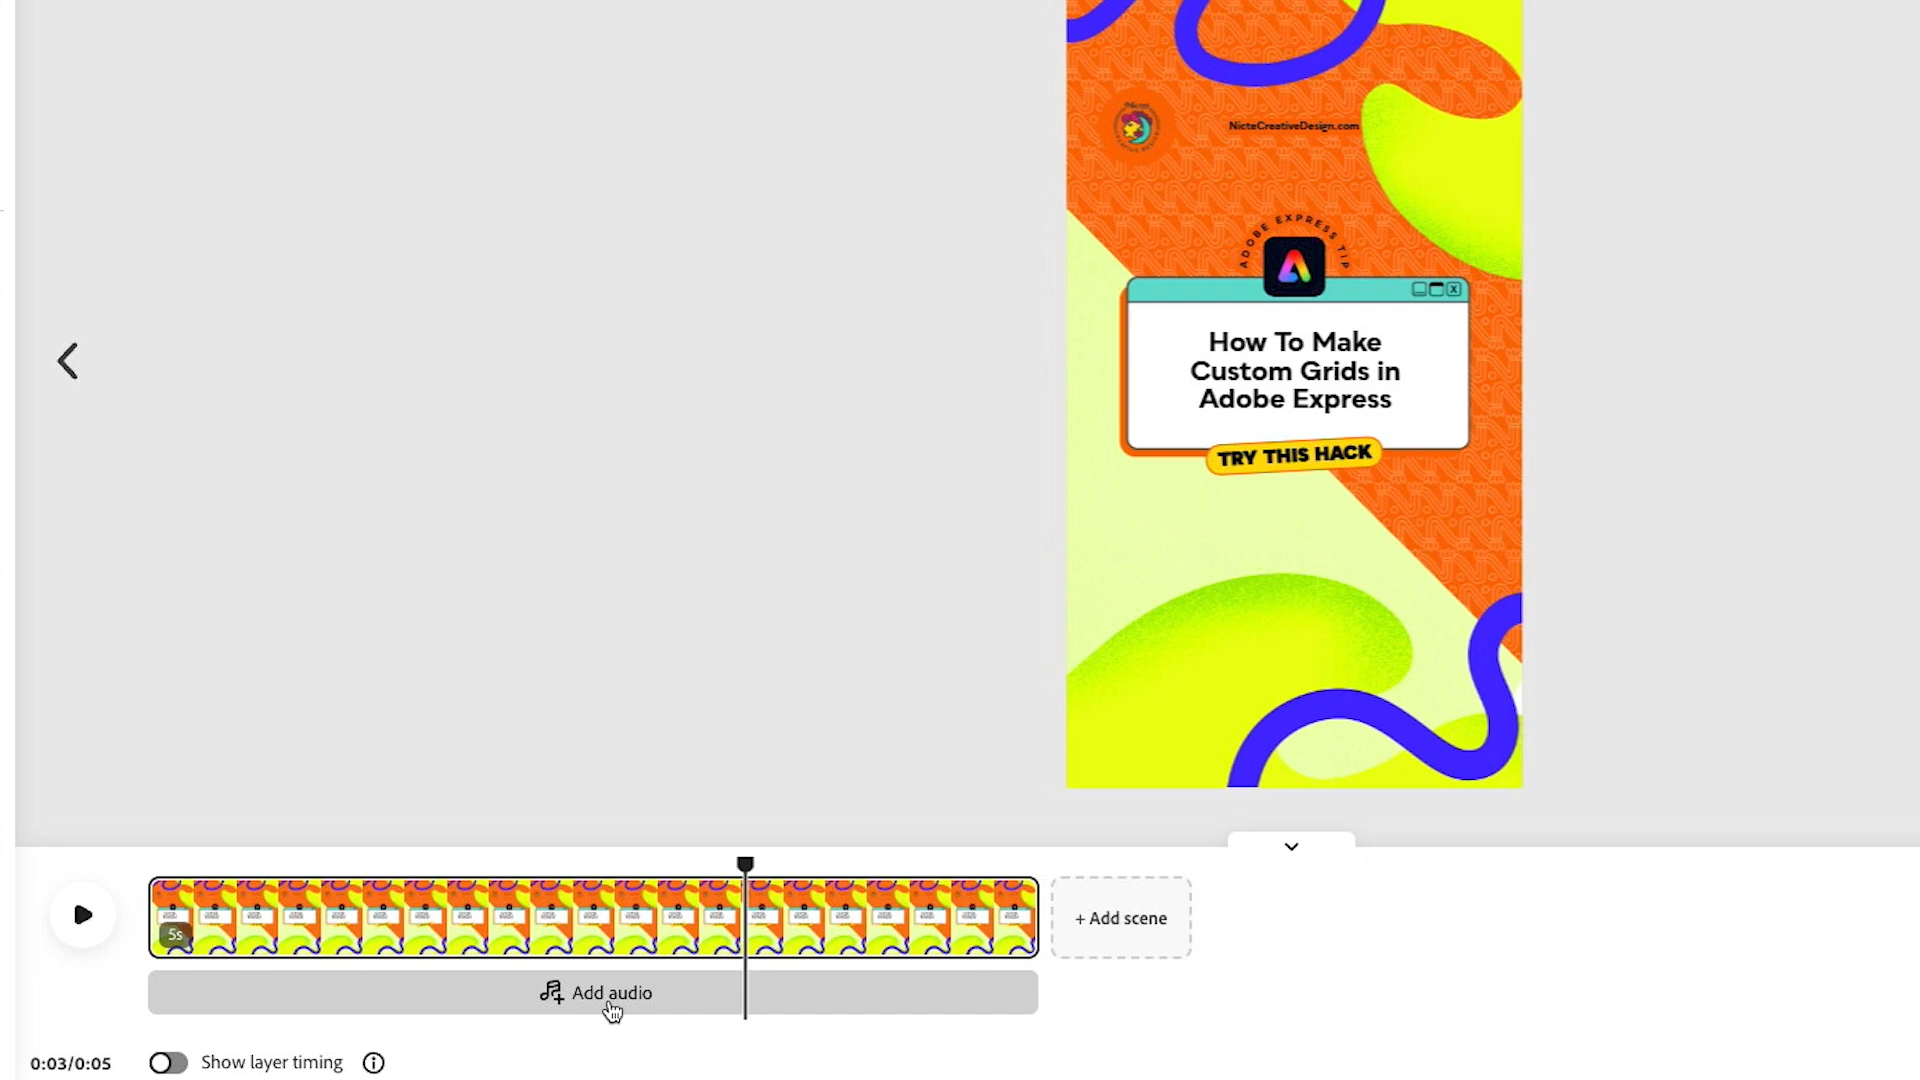 NicteCreativeDesign.com
ADOBE EXPRESS TIP
How To Make
Custom Grids in
Adobe Express
TRY THIS HACK
5s
+ Add scene
Add audio
0:03/0:05
Show layer timing